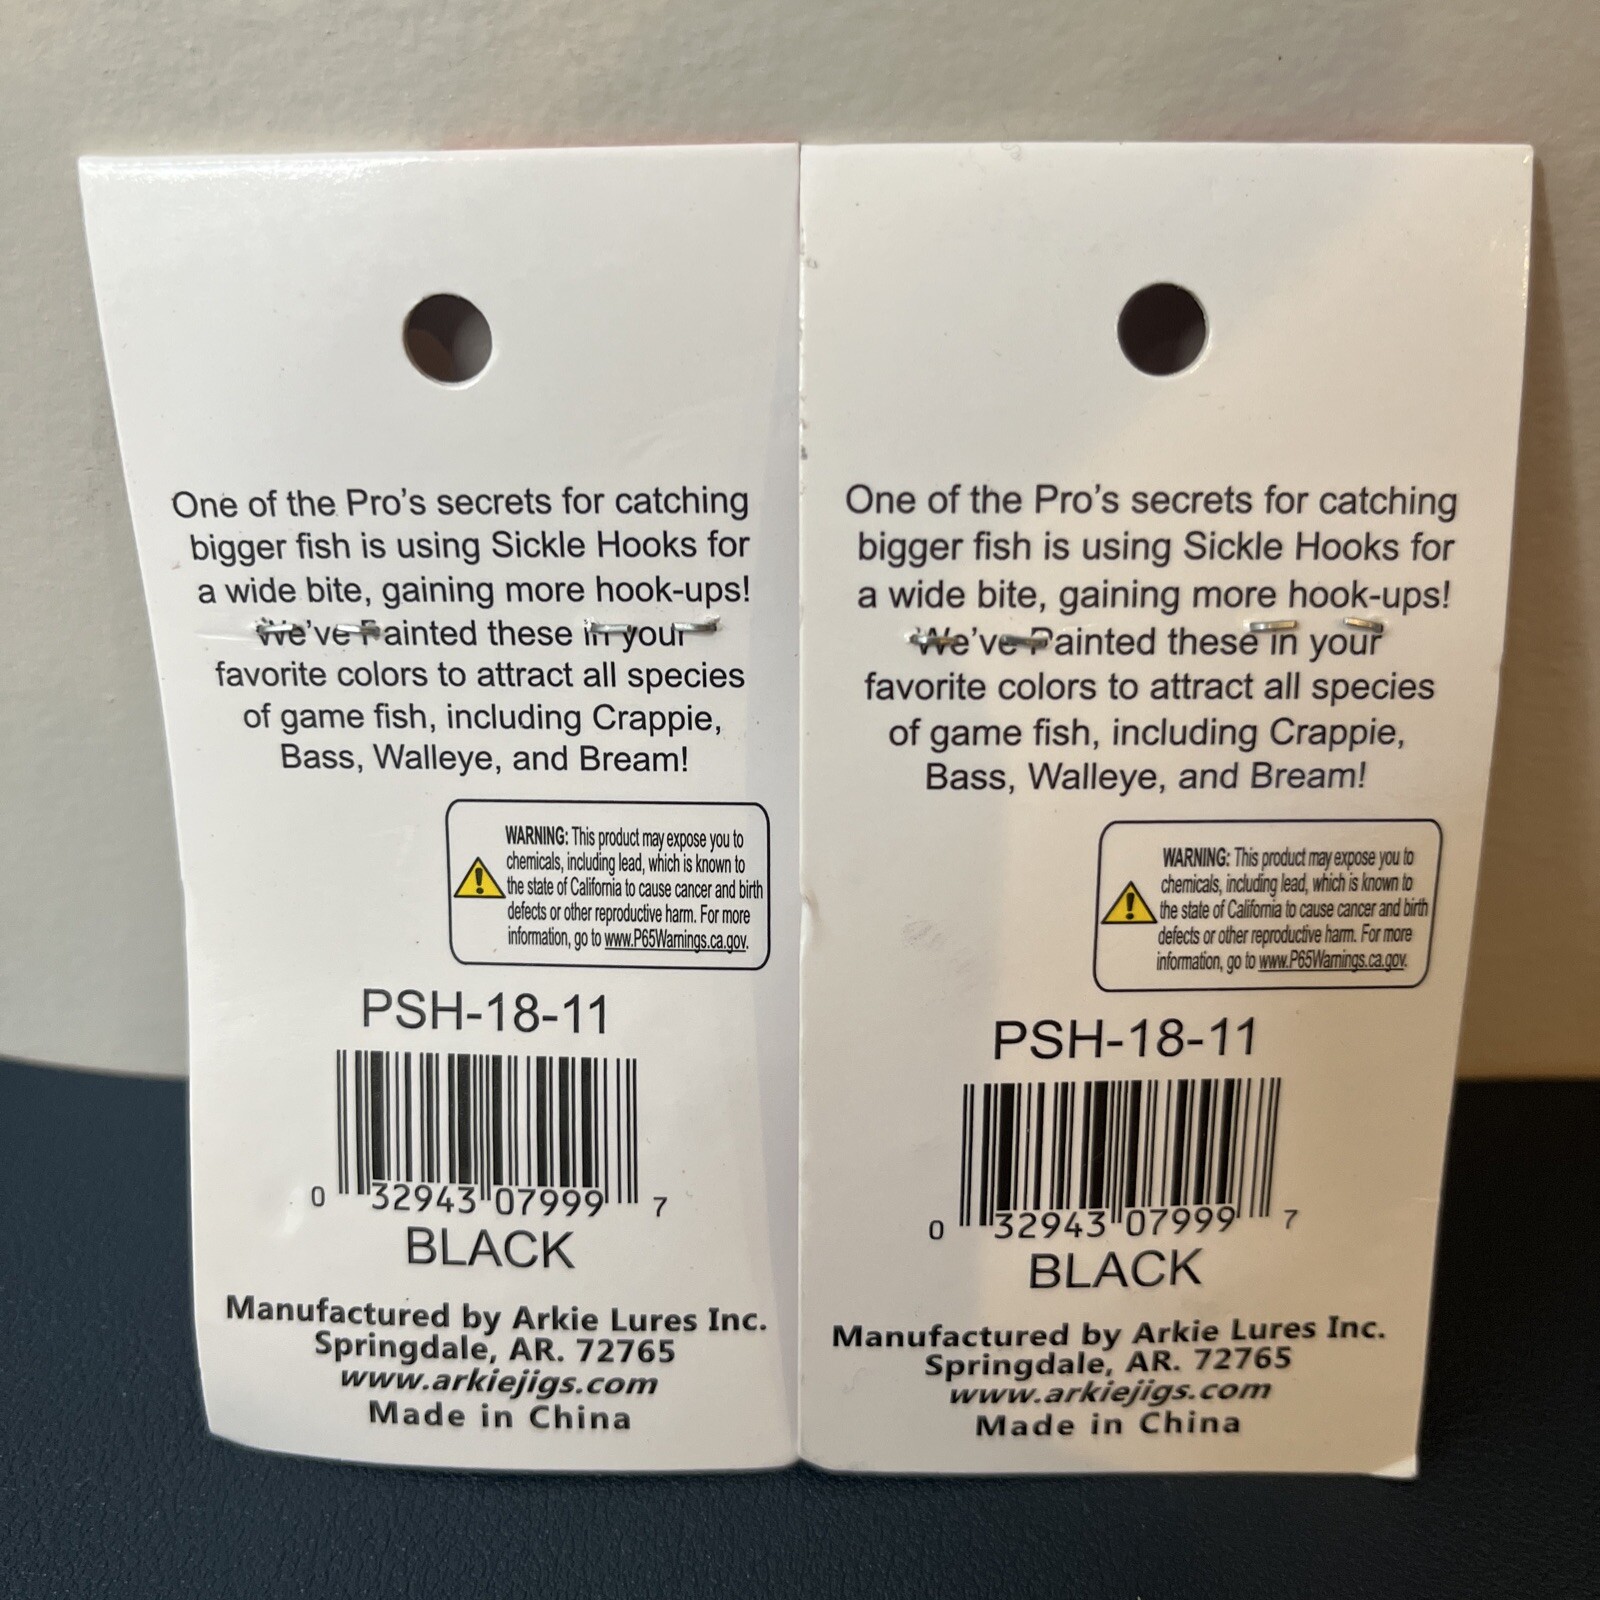 One of the Pro's secrets for catching
bigger fish is using Sickle Hooks for
a wide bite, gaining more hook-ups!
We've Painted these in your
favorite colors to attract all species
of game fish, including Crappie,
Bass, Walleye, and Bream!
WARNING: This product may expose you to
chemicals, including lead, which is known to
the state of California to cause cancer and birth
defects or other reproductive harm. For more
information, go to www.P65Warnings.ca.gov.
PSH-18-11
0 32943 07999 7
BLACK
Manufactured by Arkie Lures Inc.
Springdale, AR. 72765
www.arkiejigs.com
Made in China
One of the Pro's secrets for catching
bigger fish is using Sickle Hooks for
a wide bite, gaining more hook-ups!
We've Painted these in your
favorite colors to attract all species
of game fish, including Crappie,
Bass, Walleye, and Bream!
WARNING: This product may expose you to
chemicals, including lead, which is known to
the state of California to cause cancer and birth
defects or other reproductive harm. For more
information, go to www.P65Warnings.ca.gov.
PSH-18-11
0 32943 07999 7
BLACK
Manufactured by Arkie Lures Inc.
Springdale, AR. 72765
www.arkiejigs.com
Made in China